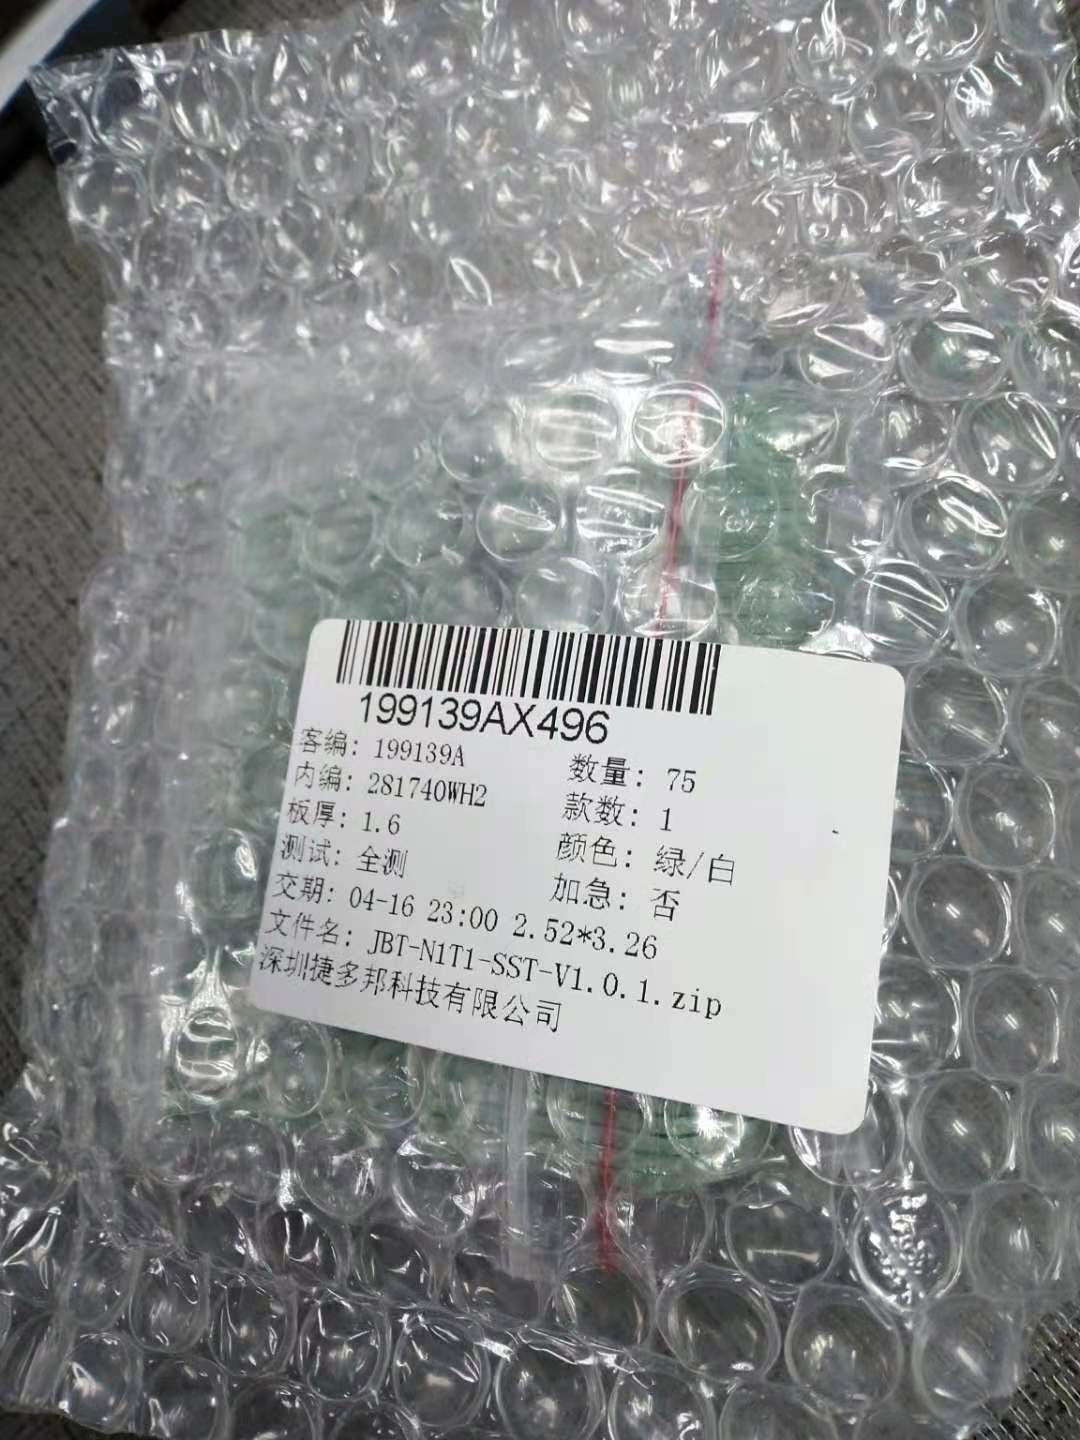 199139AX496
客编: 199139A 数量: 75
内编: 281740WH2 款数: 1
板厚: 1.6 颜色: 绿/白
测试: 全测 加急: 否
交期: 04-16 23:00 2.52*3.26
文件名: JBT-N1T1-SST-V1.0.1.zip
深圳捷多邦科技有限公司